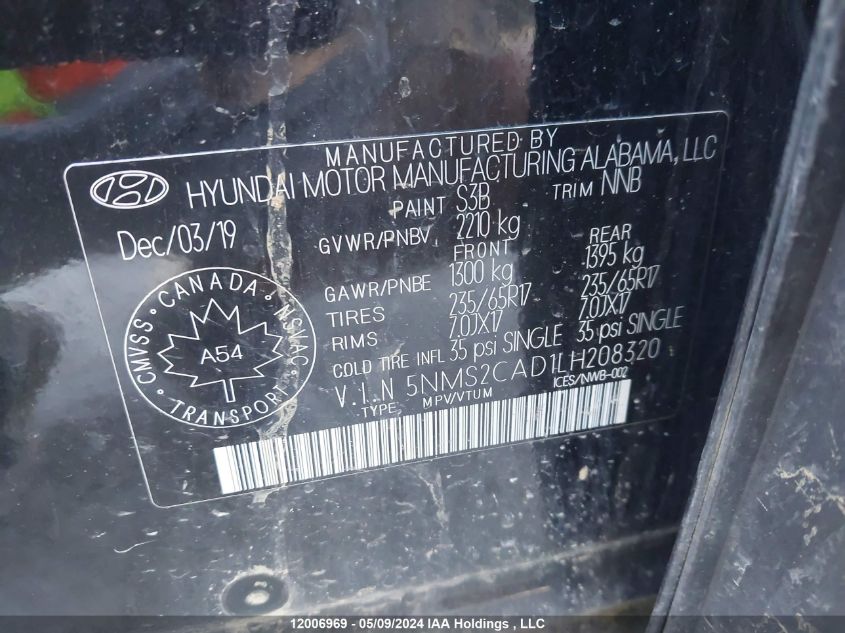 MANUFACTURED BY
HYUNDAI MOTOR MANUFACTURING ALABAMA, LLC
PAINT S3B TRIM NNB
Dec/03/19
GVWR/PNBV 2210 kg
FRONT REAR
GAWR/PNBE 1300 kg 1395 kg
TIRES 235/65R17 235/65R17
RIMS 7.0JX17 7.0JX17
COLD TIRE INFL 35 psi SINGLE 35 psi SINGLE
V.I.N 5NMS2CAD1LH208320
TYPE MPV/VTUM ICES/NWB-002
CMVSS • CANADA • NSVAC • TRANSPORT •
A54
12006969 - 05/09/2024 IAA Holdings , LLC